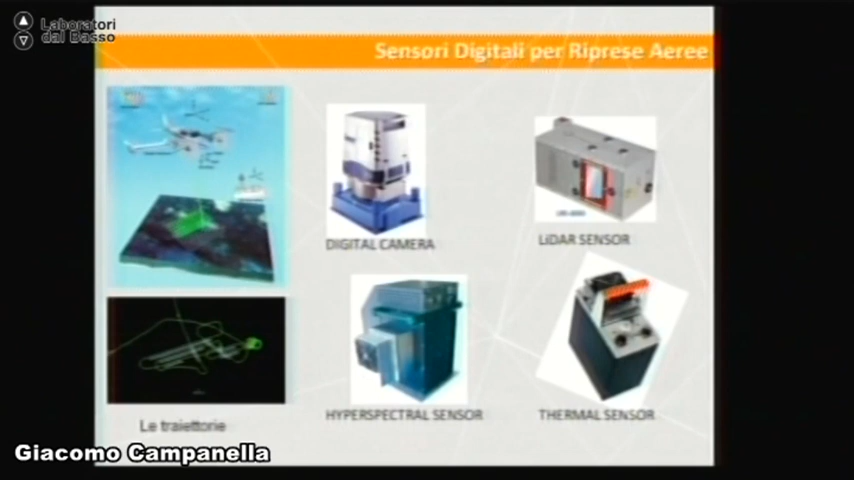 Laboratori
dal Basso
Sensori Digitali per Riprese Aeree
DIGITAL CAMERA
LiDAR SENSOR
HYPERSPECTRAL SENSOR
THERMAL SENSOR
Le traiettorie
Giacomo Campanella